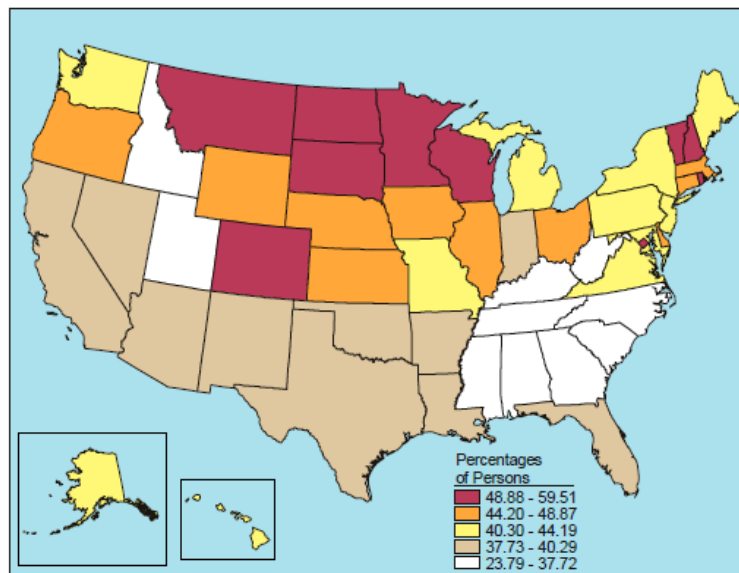 Percentages
of Persons
48.88 - 59.51
44.20 - 48.87
40.30 - 44.19
37.73 - 40.29
23.79 - 37.72